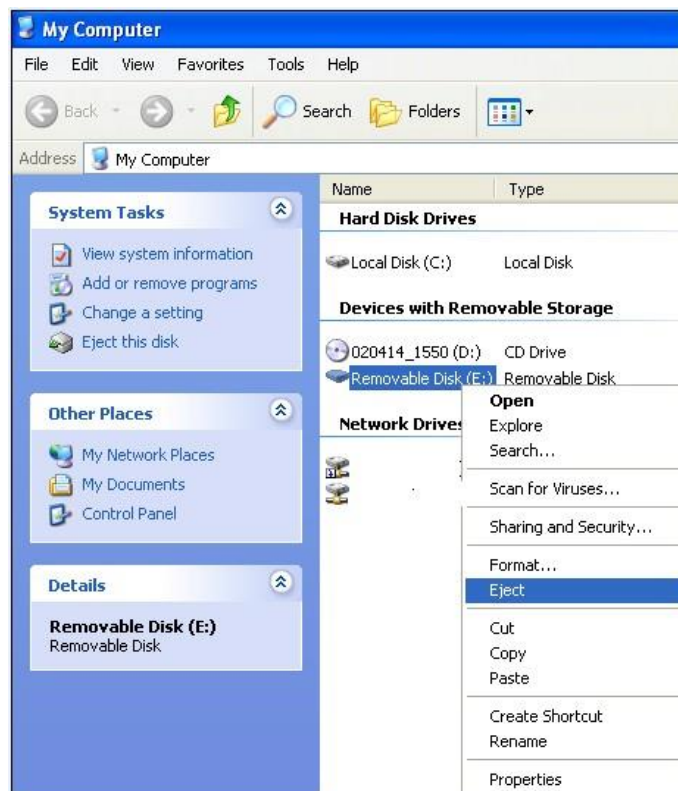 My Computer
File Edit View Favorites Tools Help
Back Search Folders
Address My Computer
System Tasks
View system information
Add or remove programs
Change a setting
Eject this disk
Other Places
My Network Places
My Documents
Control Panel
Details
Removable Disk (E:)
Removable Disk
Name Type
Hard Disk Drives
Local Disk (C:) Local Disk
Devices with Removable Storage
020414_1550 (D:) CD Drive
Removable Disk (E:) Removable Disk
Network Drives
Open
Explore
Search...
Scan for Viruses...
Sharing and Security...
Format...
Eject
Cut
Copy
Paste
Create Shortcut
Rename
Properties